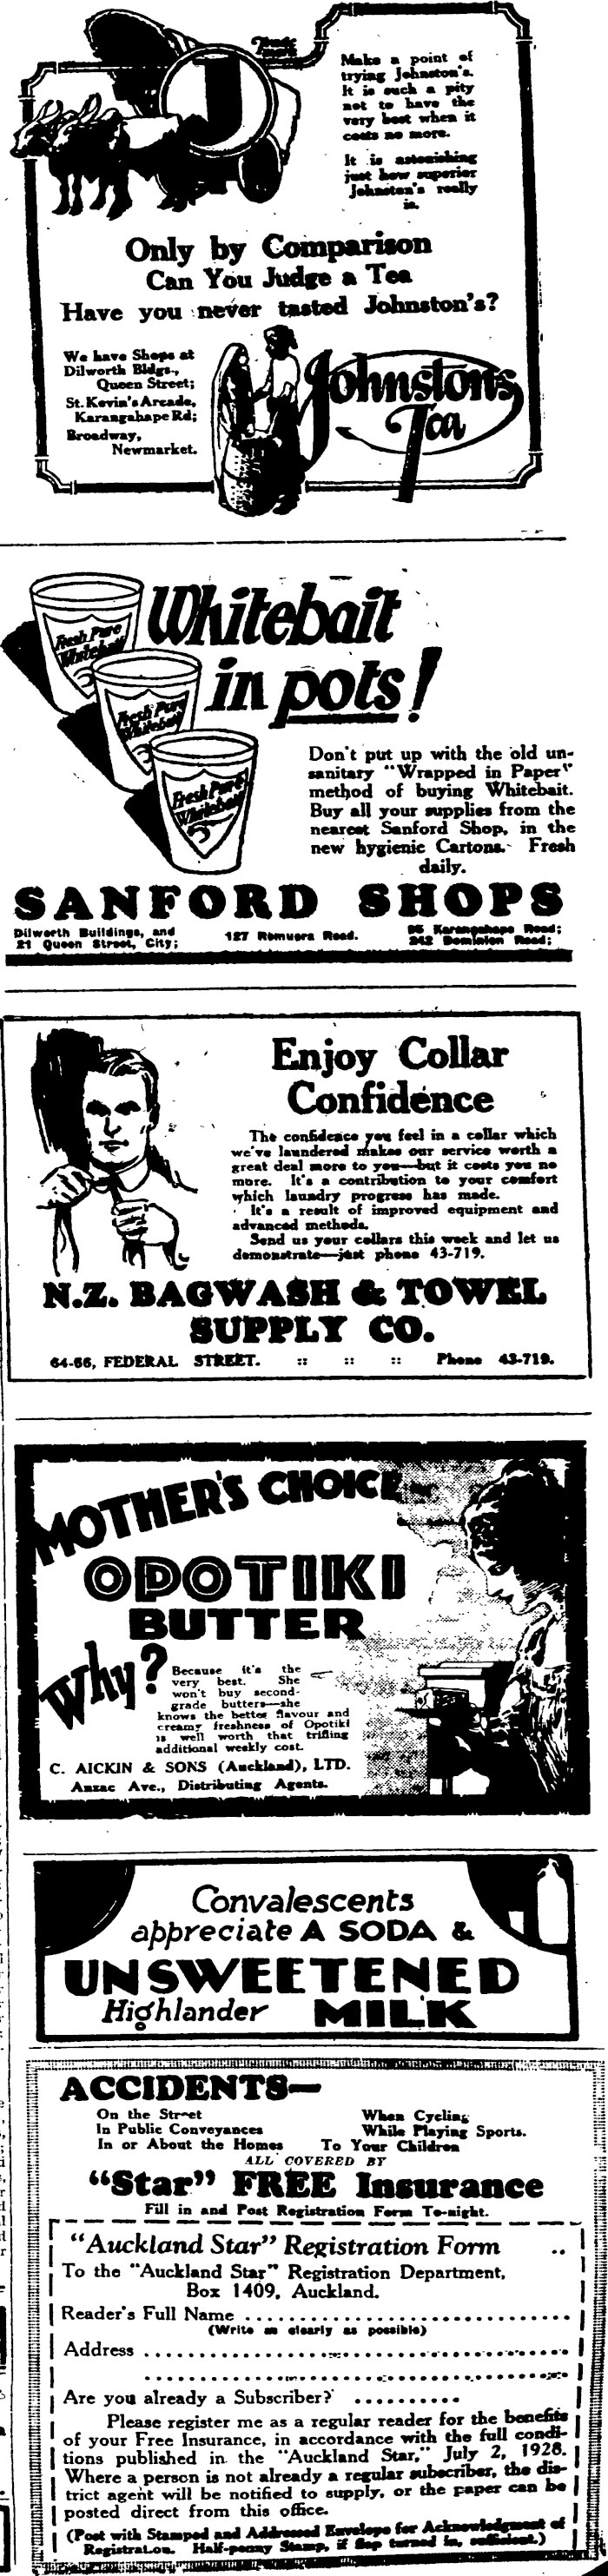 Trade
mark
J
Make a point of
trying Johnston's.
It is such a pity
not to have the
very best when it
costs no more.
It is astonishing
just how superior
Johnston's really
is.
Only by Comparison
Can You Judge a Tea
Have you never tasted Johnston's?
We have Shops at
Dilworth Bldgs.,
Queen Street;
St. Kevin's Arcade,
Karangahape Rd;
Broadway,
Newmarket.
Johnston's
Tea
Whitebait
in pots!
Fresh Pure
Whitebait
Fresh Pure
Whitebait
Fresh Pure
Whitebait
Don't put up with the old un-
sanitary "Wrapped in Paper"
method of buying Whitebait.
Buy all your supplies from the
nearest Sanford Shop, in the
new hygienic Cartons. Fresh
daily.
SANFORD SHOPS
Dilworth Buildings, and
21 Queen Street, City;
127 Remuera Road.
Karangahape Road;
242 Dominion Road;
Enjoy Collar
Confidence
The confidence you feel in a collar which
we've laundered makes our service worth a
great deal more to you—but it costs you no
more. It's a contribution to your comfort
which laundry progress has made.
It's a result of improved equipment and
advanced methods.
Send us your collars this week and let us
demonstrate—just phone 43-719.
N.Z. BAGWASH & TOWEL
SUPPLY CO.
64-66, FEDERAL STREET. :: :: :: Phone 43-719.
MOTHER'S CHOICE
OPOTIKI
BUTTER
Why?
Because it's the
very best. She
won't buy second-
grade butters—she
knows the better flavour and
creamy freshness of Opotiki
is well worth that trifling
additional weekly cost.
C. AICKIN & SONS (Auckland), LTD.
Anzac Ave., Distributing Agents.
Convalescents
appreciate A SODA &
UNSWEETENED
Highlander MILK
ACCIDENTS—
On the Street
In Public Conveyances
In or About the Homes
When Cycling
While Playing Sports.
To Your Children
ALL COVERED BY
"Star" FREE Insurance
Fill in and Post Registration Form To-night.
"Auckland Star" Registration Form
To the "Auckland Star" Registration Department,
Box 1409, Auckland.
Reader's Full Name ..............................
(Write as clearly as possible)
Address ........................................
........................................
Are you already a Subscriber? ..........
Please register me as a regular reader for the benefits
of your Free Insurance, in accordance with the full condi-
tions published in the "Auckland Star," July 2, 1928.
Where a person is not already a regular subscriber, the dis-
trict agent will be notified to supply, or the paper can be
posted direct from this office.
(Post with Stamped and Addressed Envelope for Acknowledgment of
Registration. Half-penny Stamp, if flap turned in, sufficient.)